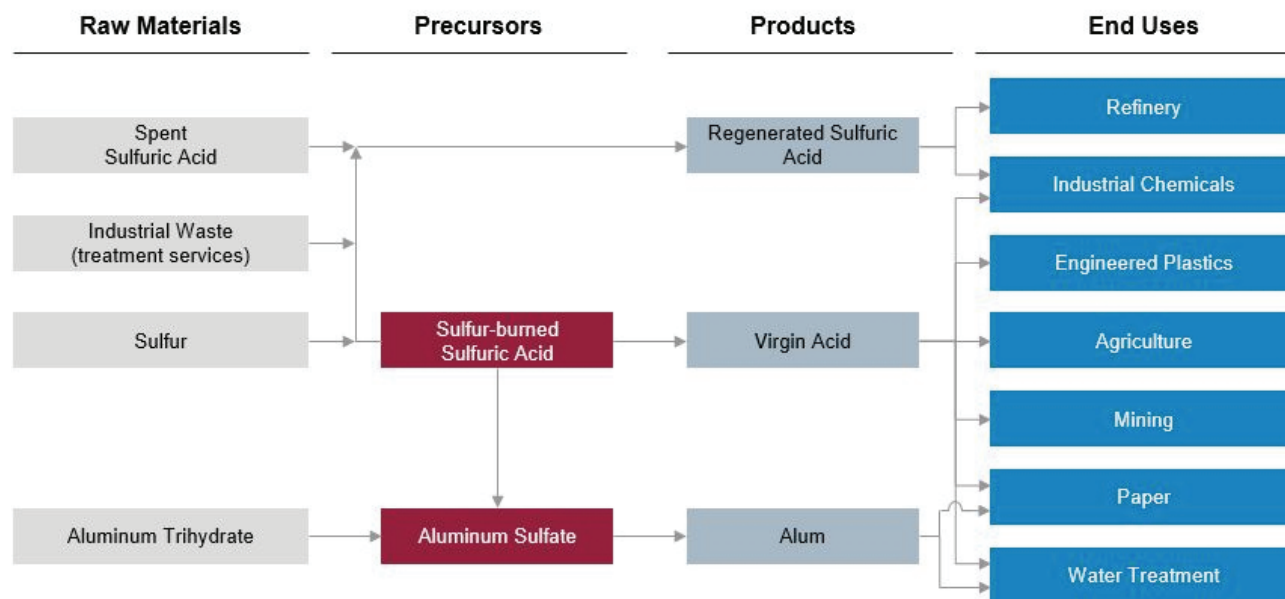 Raw Materials
Precursors
Products
End Uses
Spent
Sulfuric Acid
Regenerated Sulfuric
Acid
Refinery
Industrial Chemicals
Industrial Waste
(treatment services)
Engineered Plastics
Sulfur
Sulfur-burned
Sulfuric Acid
Virgin Acid
Agriculture
Mining
Paper
Aluminum Trihydrate
Aluminum Sulfate
Alum
Water Treatment